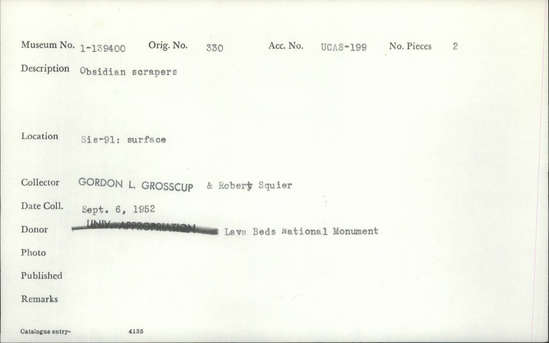 Museum No. 1-139400 Orig. No. 330 Acc. No. UCAS-199 No. Pieces 2
Description Obsidian scrapers
Location Sis-91: surface
Collector GORDON L. GROSSCUP & Robert Squier
Date Coll. Sept. 6, 1952
Donor UNIV. APPROPRIATION Lava Beds National Monument
Photo
Published
Remarks
Catalogue entry- 4135